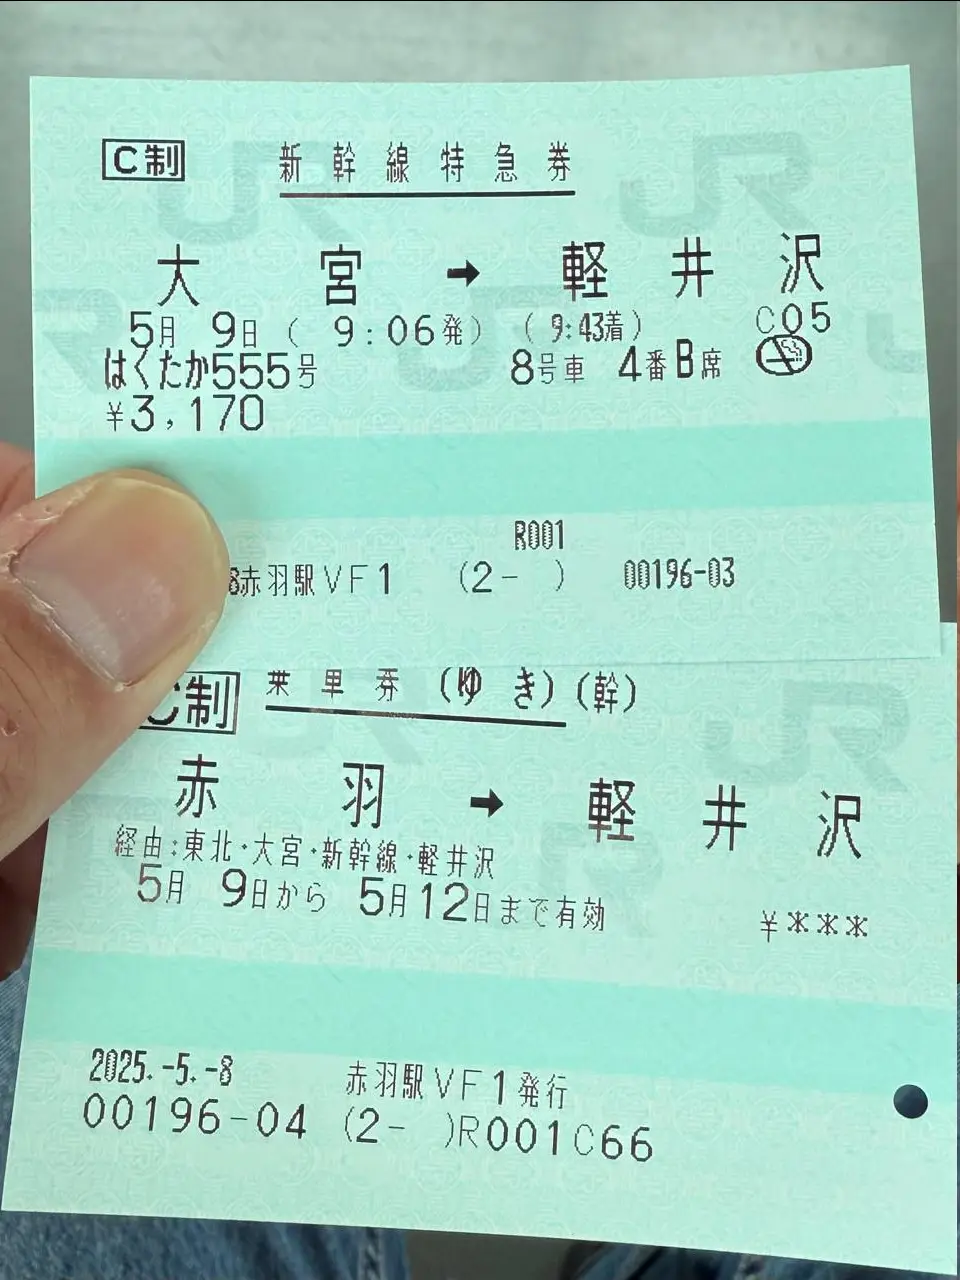 C制 新幹線特急券
大宮 → 軽井沢
5月 9日 ( 9:06発) ( 9:43着) C05
はくたか555号 8号車 4番B席
¥3,170
R001
8赤羽駅VF1 (2- ) 00196-03
C制 乗車券 (ゆき) (幹)
赤羽 → 軽井沢
経由:東北・大宮・新幹線・軽井沢
5月 9日から 5月12日まで有効 ¥***
2025.-5.-8 赤羽駅VF1発行
00196-04 (2- )R001 C66